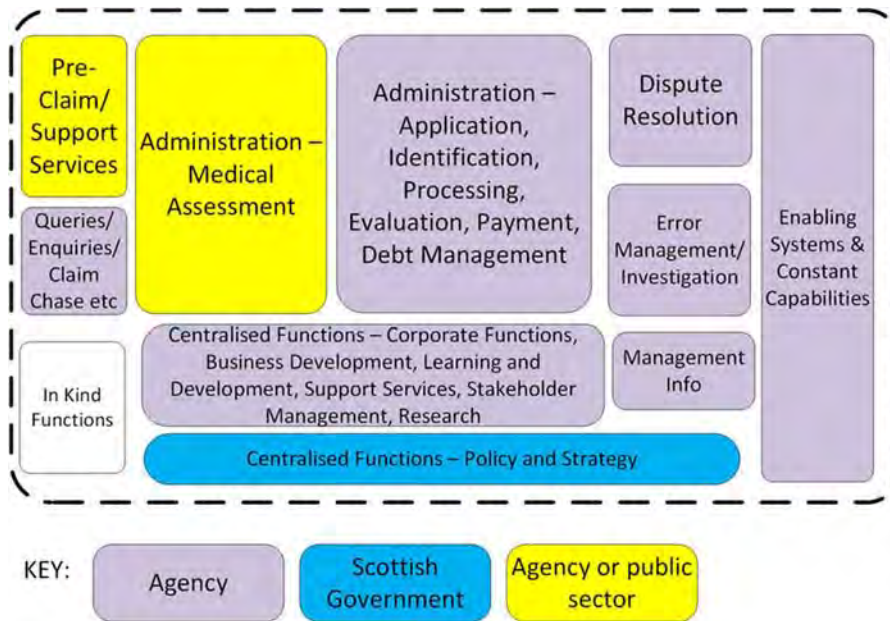 Pre-
Claim/
Support
Services
Administration –
Medical
Assessment
Administration –
Application,
Identification,
Processing,
Evaluation, Payment,
Debt Management
Dispute
Resolution
Enabling
Systems &
Constant
Capabilities
Queries/
Enquiries/
Claim
Chase etc
Error
Management/
Investigation
In Kind
Functions
Centralised Functions – Corporate Functions,
Business Development, Learning and
Development, Support Services, Stakeholder
Management, Research
Management
Info
Centralised Functions – Policy and Strategy
KEY:
Agency
Scottish
Government
Agency or public
sector